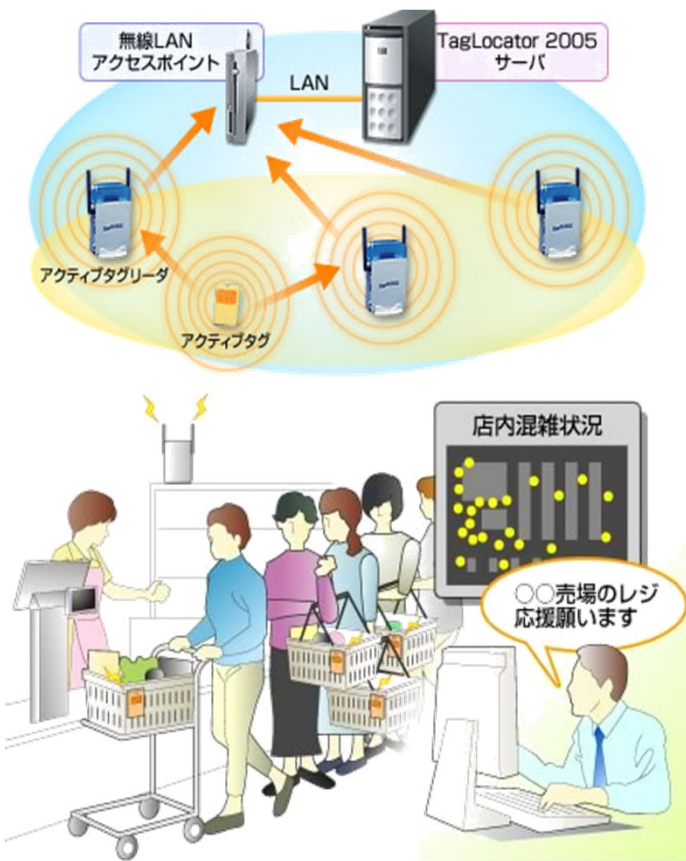 無線LAN
アクセスポイント
TagLocator 2005
サーバ
LAN
アクティブタグリーダ
アクティブタグ
店内混雑状況
○○売場のレジ
応援願います